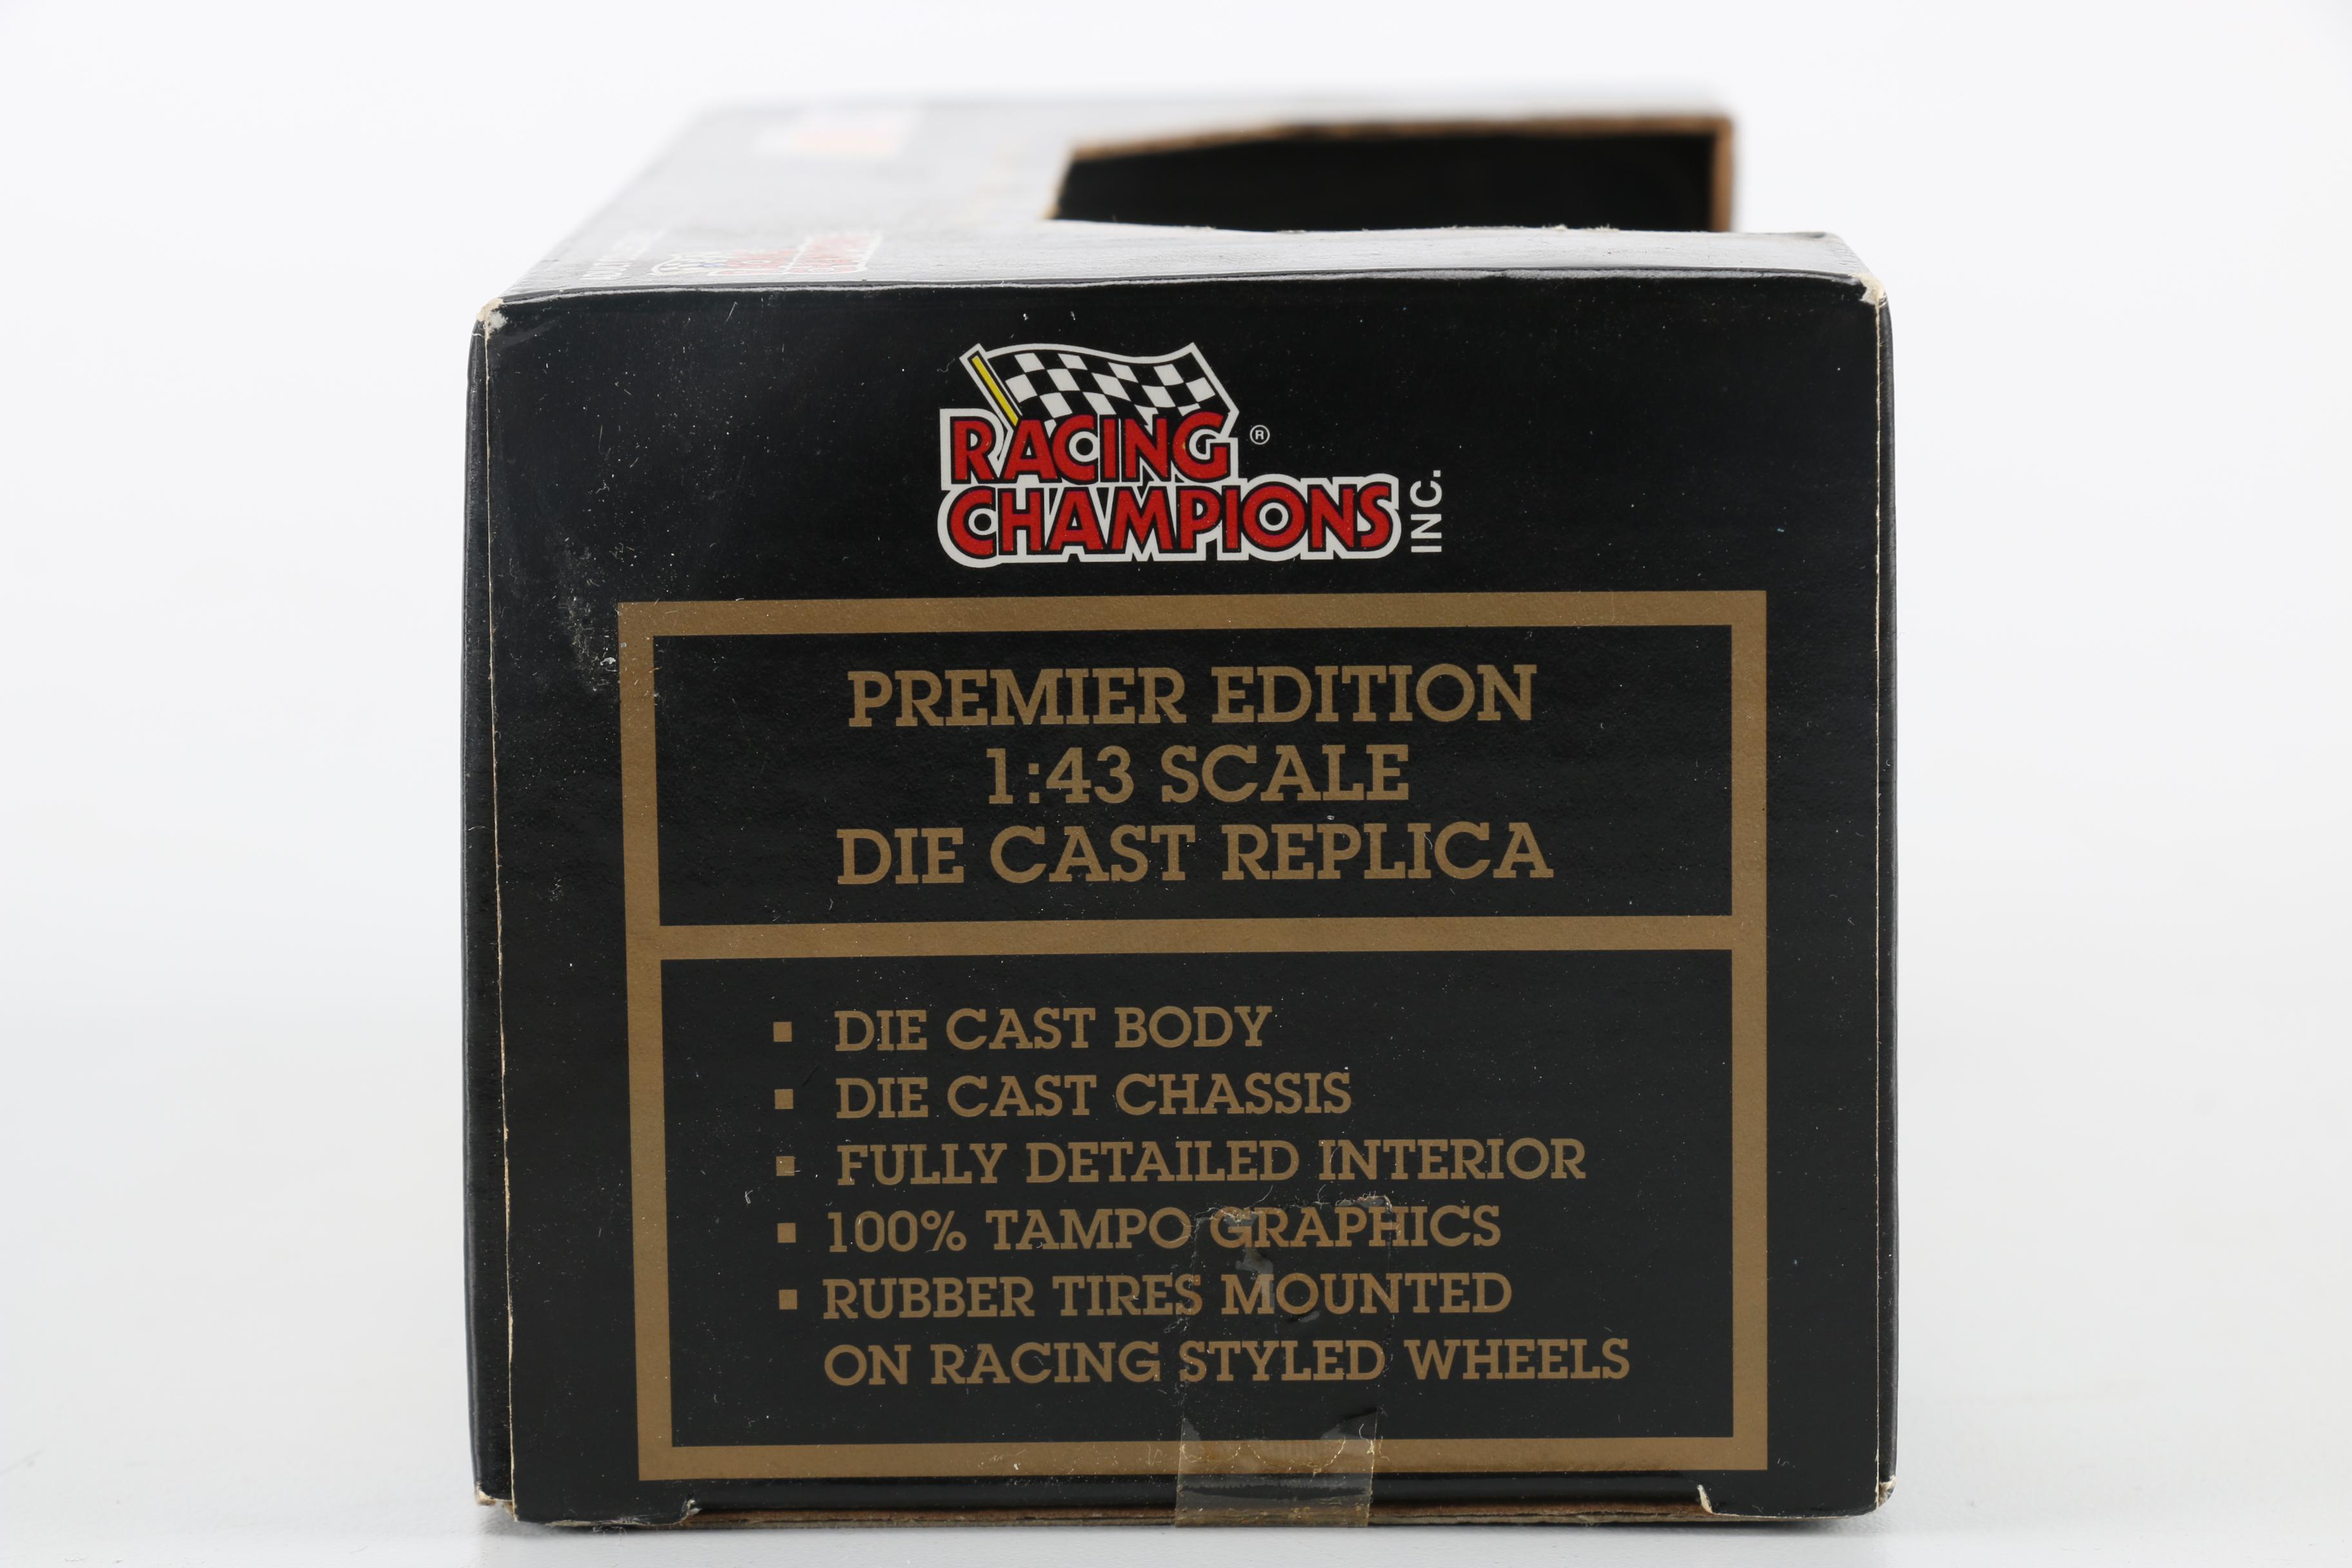 RACING ®
CHAMPIONS INC.
PREMIER EDITION
1:43 SCALE
DIE CAST REPLICA
▪ DIE CAST BODY
▪ DIE CAST CHASSIS
▪ FULLY DETAILED INTERIOR
▪ 100% TAMPO GRAPHICS
▪ RUBBER TIRES MOUNTED
ON RACING STYLED WHEELS